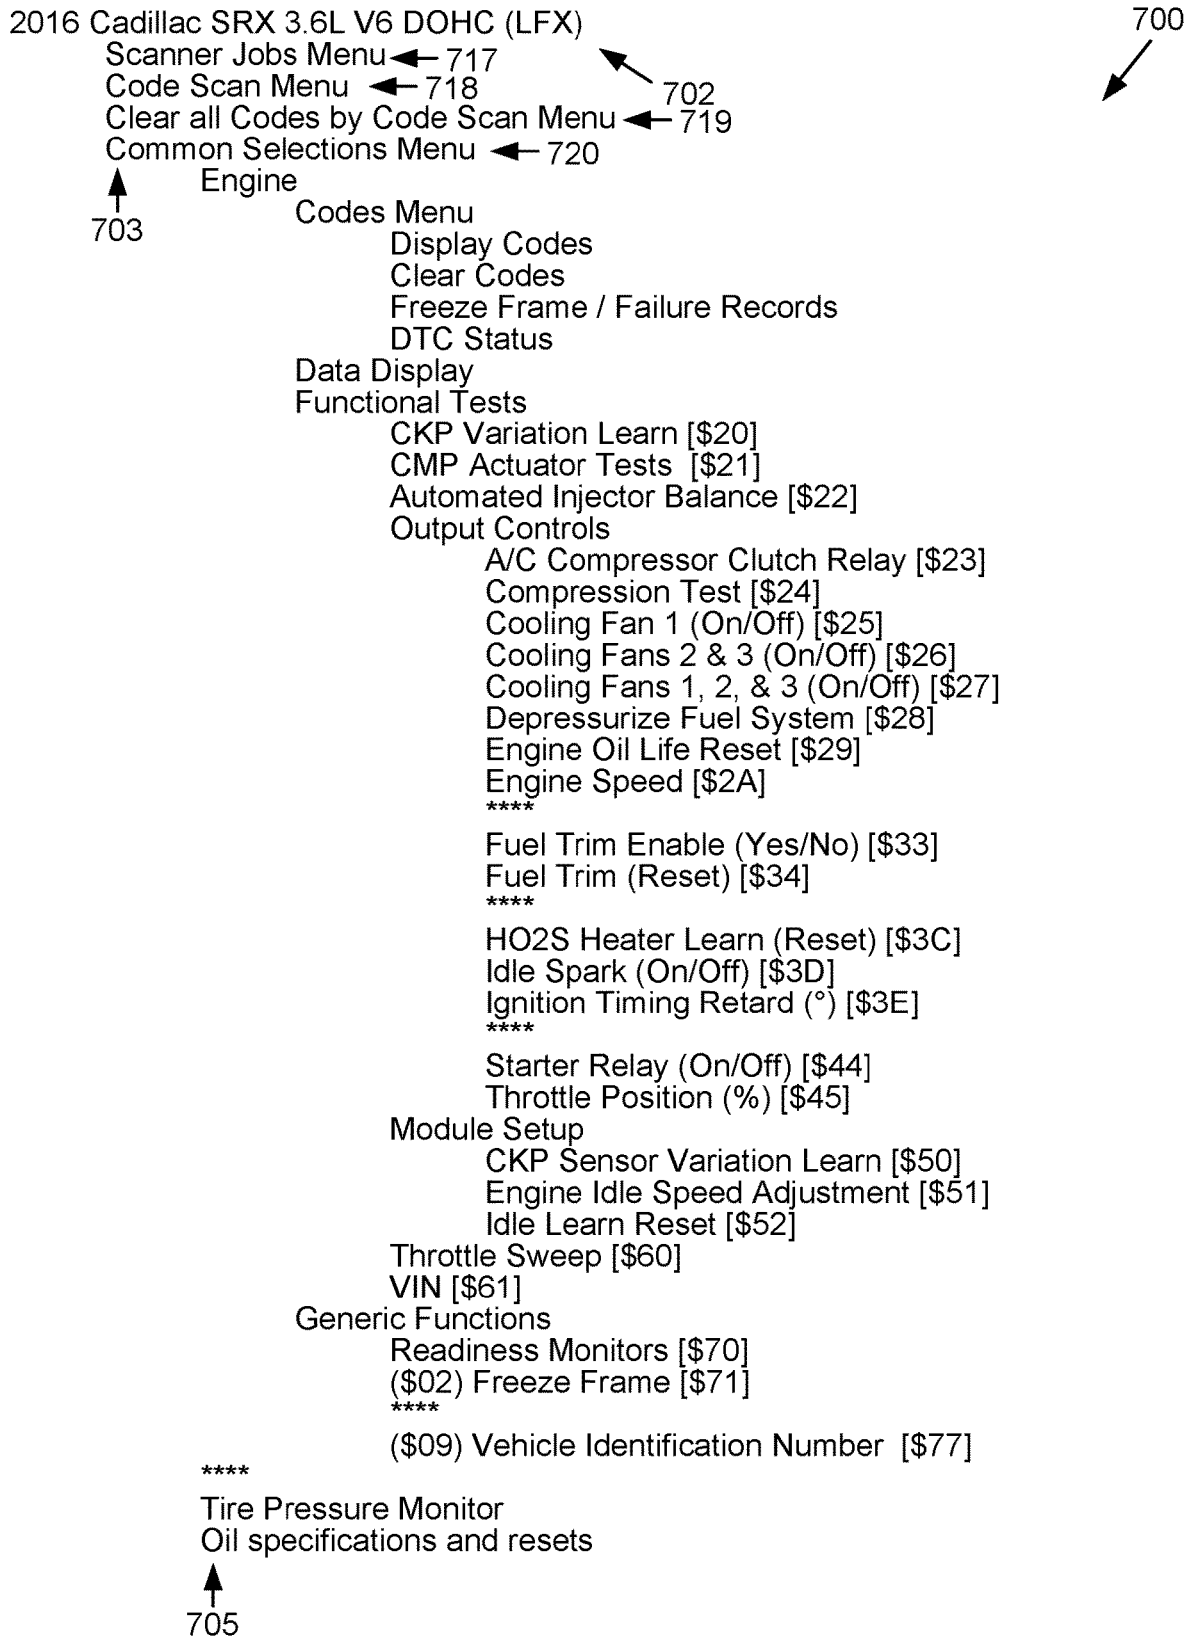 2016 Cadillac SRX 3.6L V6 DOHC (LFX)
700
Scanner Jobs Menu 717
702
Code Scan Menu 718
Clear all Codes by Code Scan Menu 719
Common Selections Menu 720
703
Engine
Codes Menu
Display Codes
Clear Codes
Freeze Frame / Failure Records
DTC Status
Data Display
Functional Tests
CKP Variation Learn [$20]
CMP Actuator Tests [$21]
Automated Injector Balance [$22]
Output Controls
A/C Compressor Clutch Relay [$23]
Compression Test [$24]
Cooling Fan 1 (On/Off) [$25]
Cooling Fans 2 & 3 (On/Off) [$26]
Cooling Fans 1, 2, & 3 (On/Off) [$27]
Depressurize Fuel System [$28]
Engine Oil Life Reset [$29]
Engine Speed [$2A]
****
Fuel Trim Enable (Yes/No) [$33]
Fuel Trim (Reset) [$34]
****
HO2S Heater Learn (Reset) [$3C]
Idle Spark (On/Off) [$3D]
Ignition Timing Retard (°) [$3E]
****
Starter Relay (On/Off) [$44]
Throttle Position (%) [$45]
Module Setup
CKP Sensor Variation Learn [$50]
Engine Idle Speed Adjustment [$51]
Idle Learn Reset [$52]
Throttle Sweep [$60]
VIN [$61]
Generic Functions
Readiness Monitors [$70]
($02) Freeze Frame [$71]
****
($09) Vehicle Identification Number [$77]
****
Tire Pressure Monitor
Oil specifications and resets
705